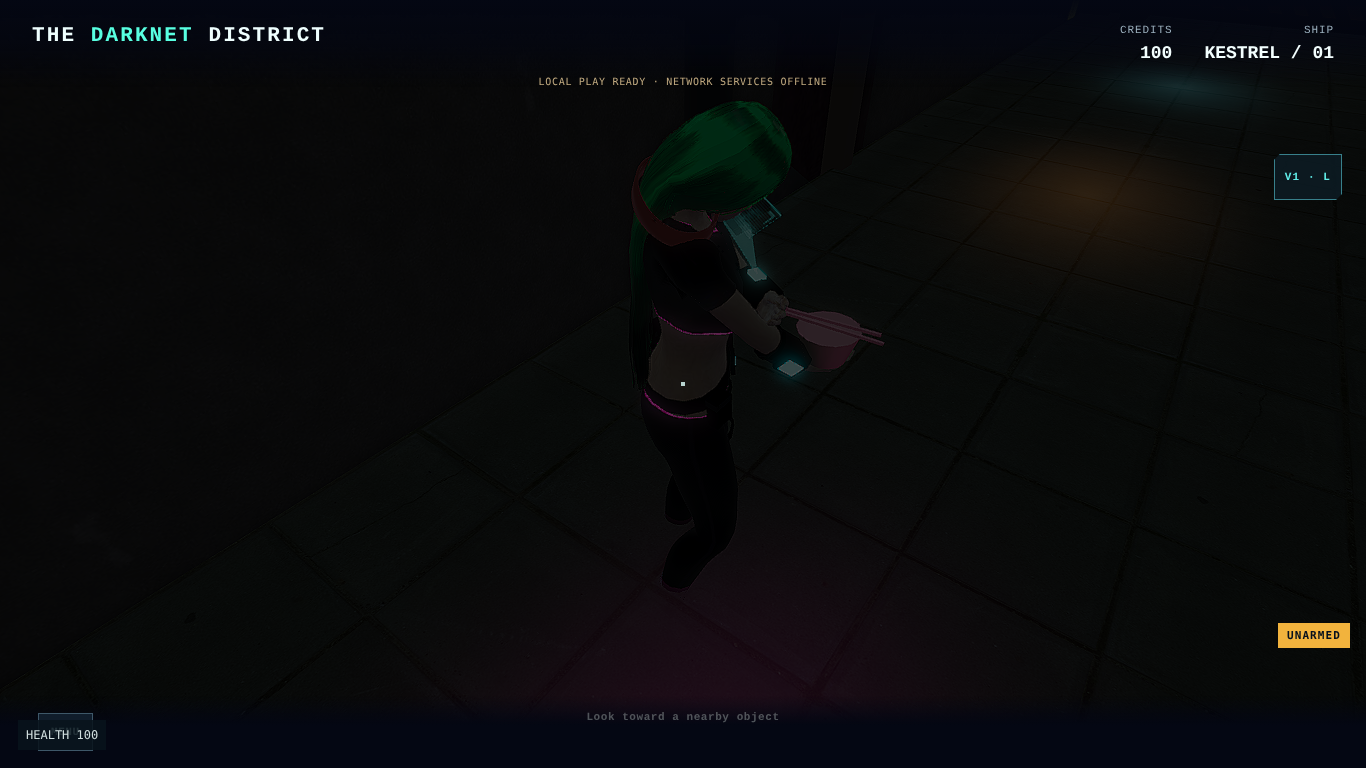 THE DARKNET DISTRICT
CREDITS
100
SHIP
KESTREL / 01
LOCAL PLAY READY · NETWORK SERVICES OFFLINE
V1 · L
UNARMED
Look toward a nearby object
HEALTH 100